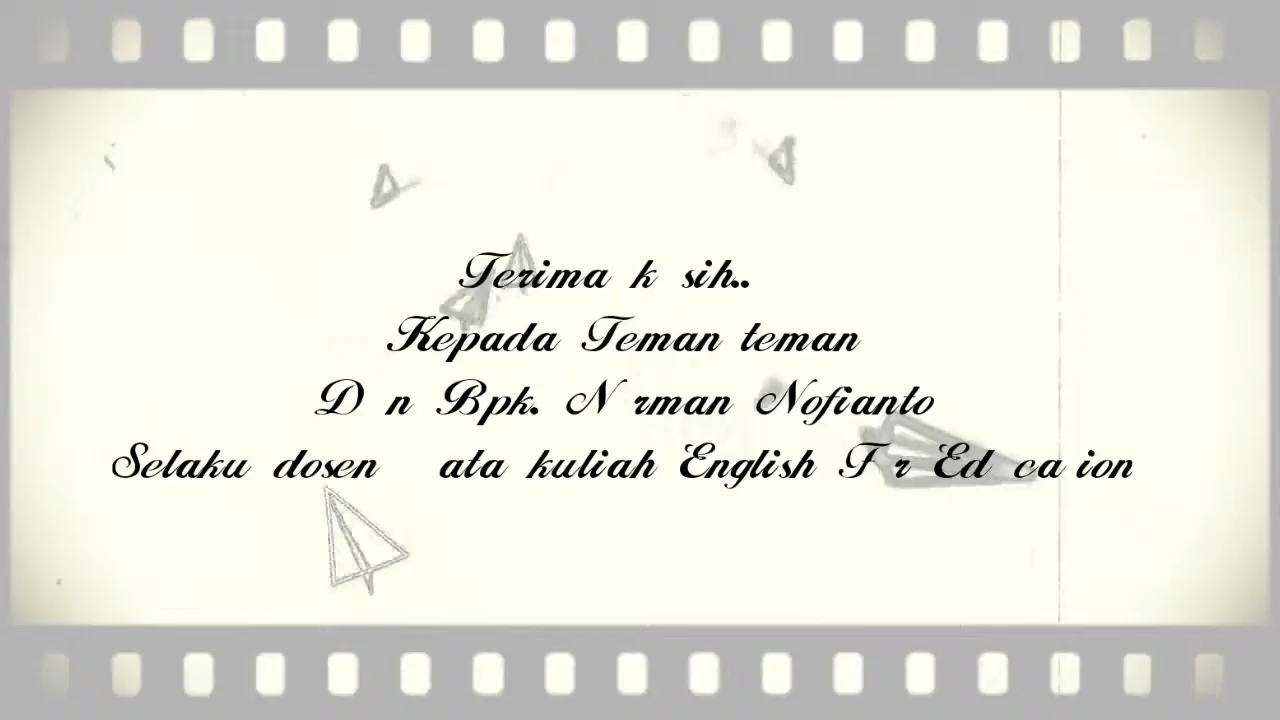 Terima k sih..
Kepada Teman teman
D n Bpk. N rman Nofianto
Selaku dosen ata kuliah English F r Ed ca ion